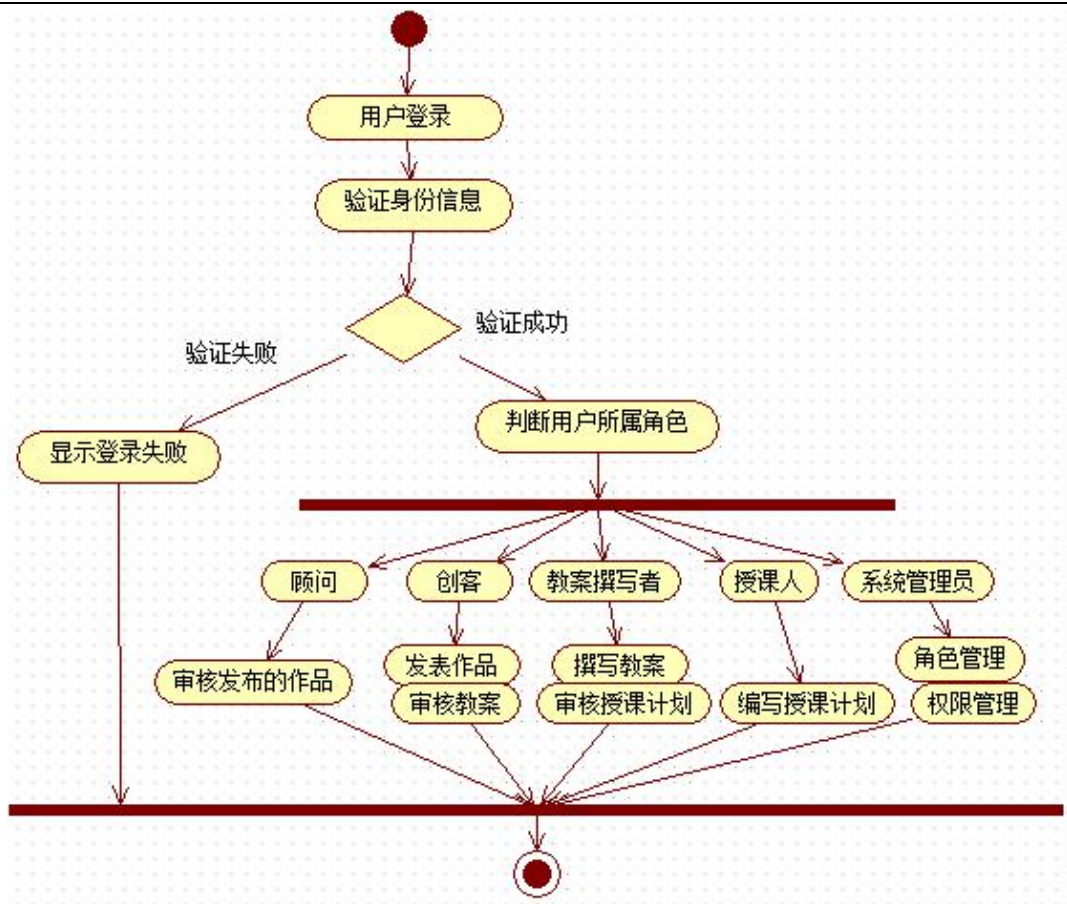 用户登录
验证身份信息
验证成功
验证失败
判断用户所属角色
显示登录失败
顾问
创客
教案撰写者
授课人
系统管理员
审核发布的作品
发表作品
审核教案
撰写教案
审核授课计划
编写授课计划
角色管理
权限管理